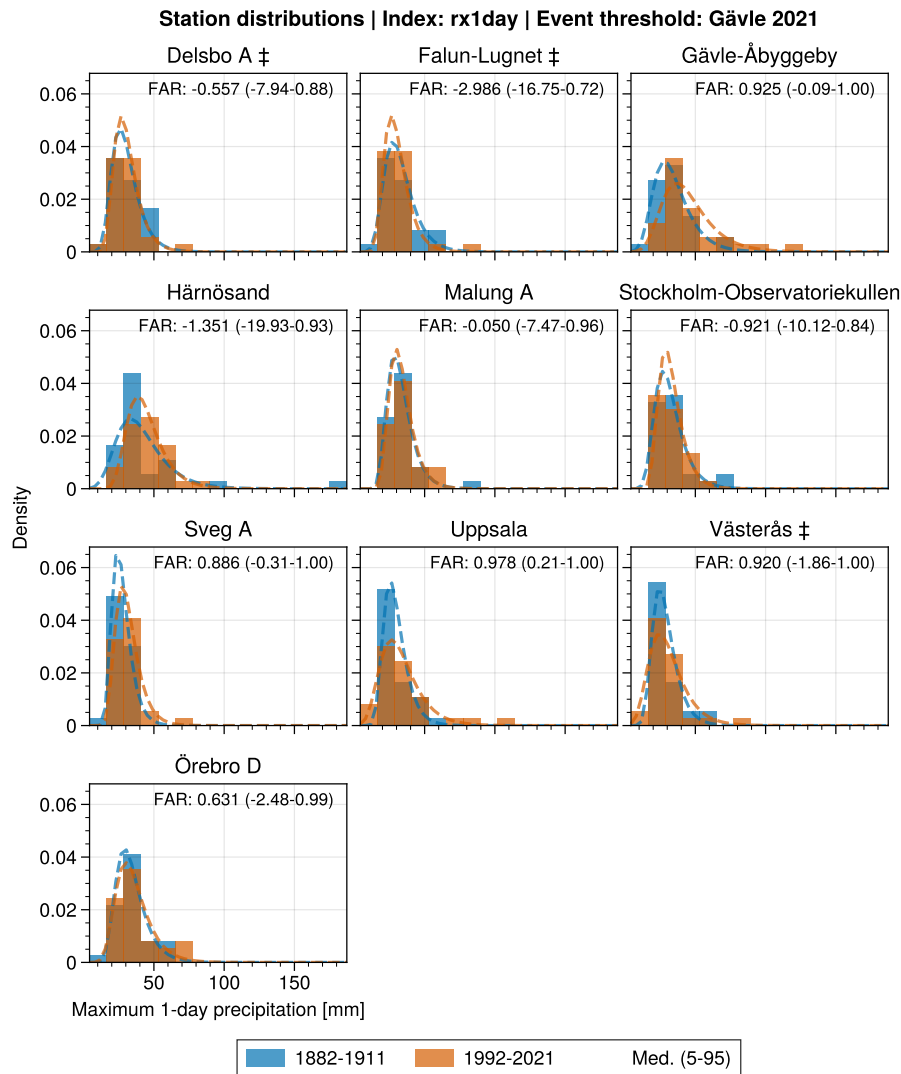 Station distributions | Index: rx1day | Event threshold: Gävle 2021
Delsbo A ‡
Falun-Lugnet ‡
Gävle-Åbyggeby
0.06
0.04
0.02
0
FAR: -0.557 (-7.94-0.88)
FAR: -2.986 (-16.75-0.72)
FAR: 0.925 (-0.09-1.00)
Härnösand
Malung A
Stockholm-Observatoriekullen
0.06
0.04
0.02
0
FAR: -1.351 (-19.93-0.93)
FAR: -0.050 (-7.47-0.96)
FAR: -0.921 (-10.12-0.84)
Density
Sveg A
Uppsala
Västerås ‡
0.06
0.04
0.02
0
FAR: 0.886 (-0.31-1.00)
FAR: 0.978 (0.21-1.00)
FAR: 0.920 (-1.86-1.00)
Örebro D
0.06
0.04
0.02
0
FAR: 0.631 (-2.48-0.99)
50 100 150
Maximum 1-day precipitation [mm]
1882-1911 1992-2021 Med. (5-95)